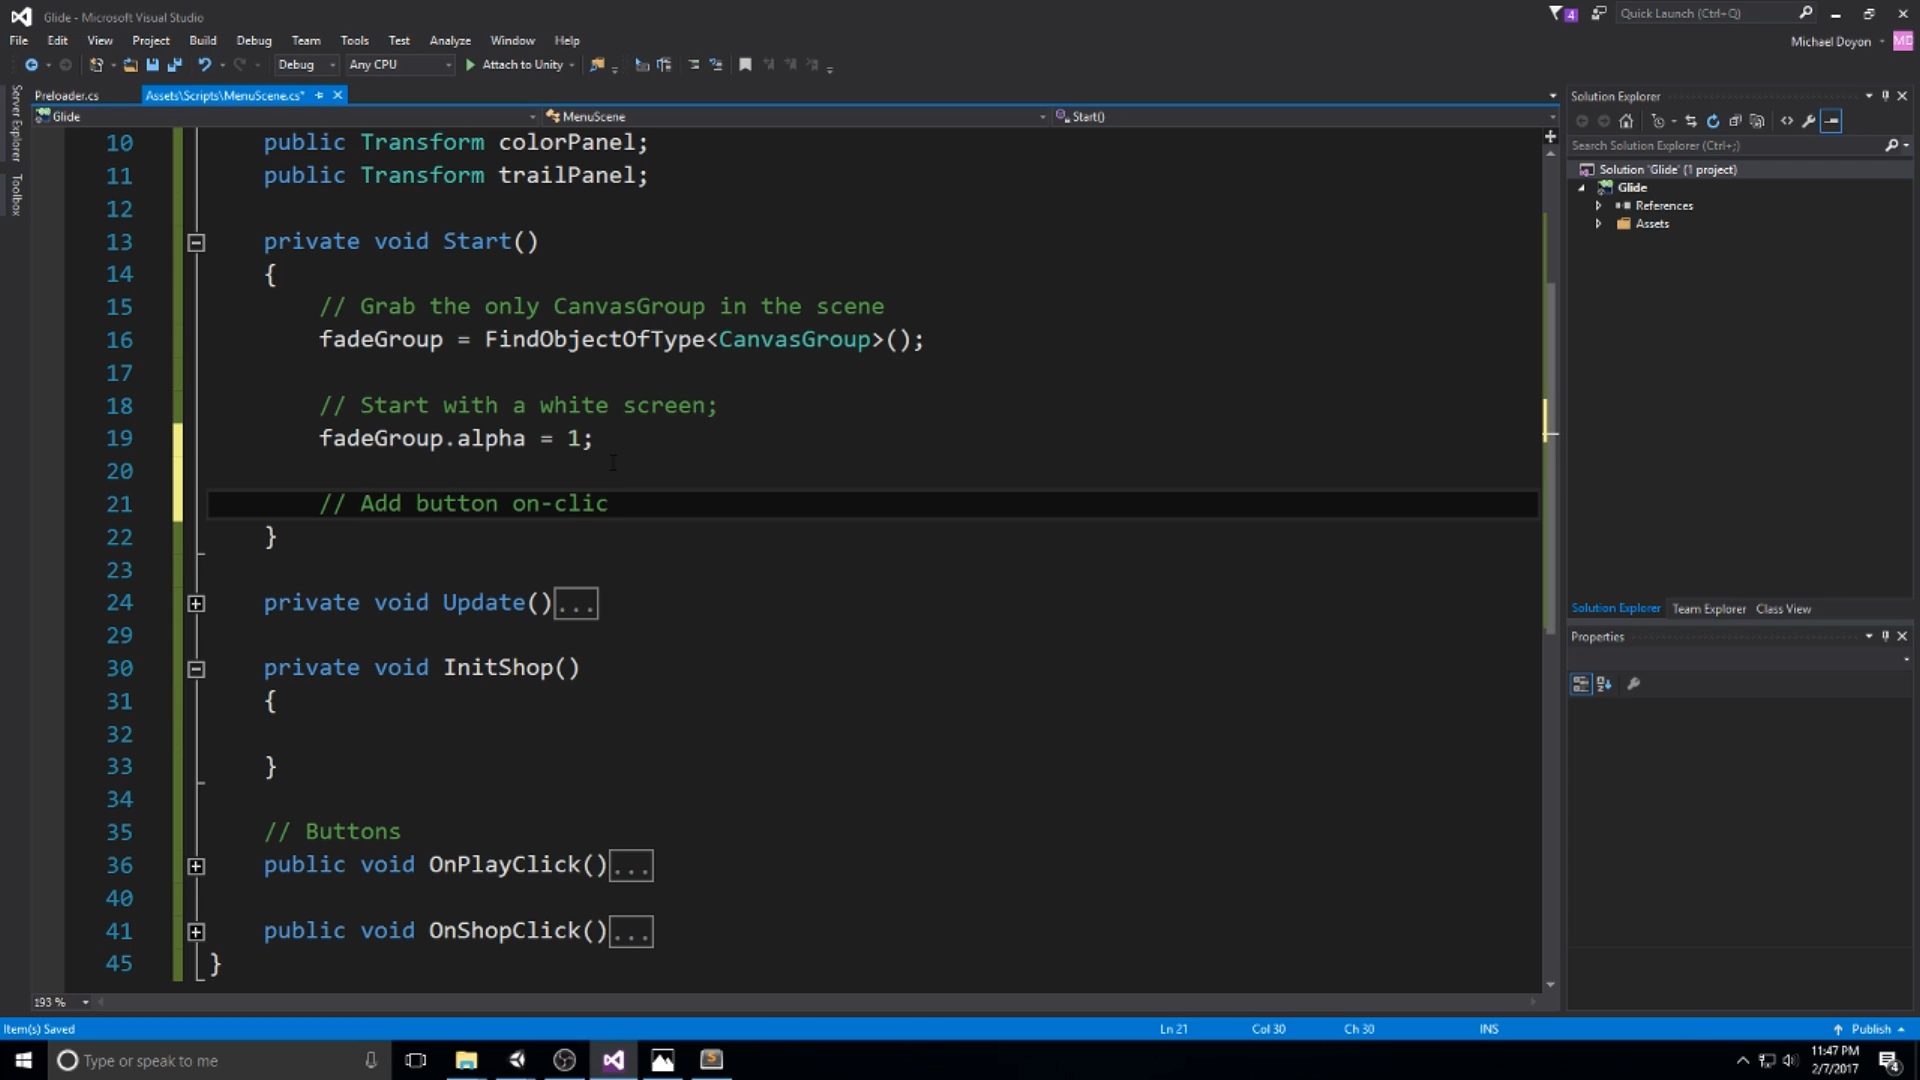 Glide - Microsoft Visual Studio
4
Quick Launch (Ctrl+Q)
File Edit View Project Build Debug Team Tools Test Analyze Window Help
Michael Doyon MD
Debug Any CPU Attach to Unity
Server Explorer
Toolbox
Preloader.cs Assets\Scripts\MenuScene.cs*
Glide MenuScene Start()
10 public Transform colorPanel;
11 public Transform trailPanel;
12
13 private void Start()
14 {
15 // Grab the only CanvasGroup in the scene
16 fadeGroup = FindObjectOfType<CanvasGroup>();
17
18 // Start with a white screen;
19 fadeGroup.alpha = 1;
20
21 // Add button on-clic
22 }
23
24 private void Update()...
29
30 private void InitShop()
31 {
32
33 }
34
35 // Buttons
36 public void OnPlayClick()...
40
41 public void OnShopClick()...
45 }
193 %
Solution Explorer
Search Solution Explorer (Ctrl+;)
Solution 'Glide' (1 project)
Glide
References
Assets
Solution Explorer Team Explorer Class View
Properties
Item(s) Saved Ln 21 Col 30 Ch 30 INS Publish
Type or speak to me
11:47 PM
2/7/2017
4